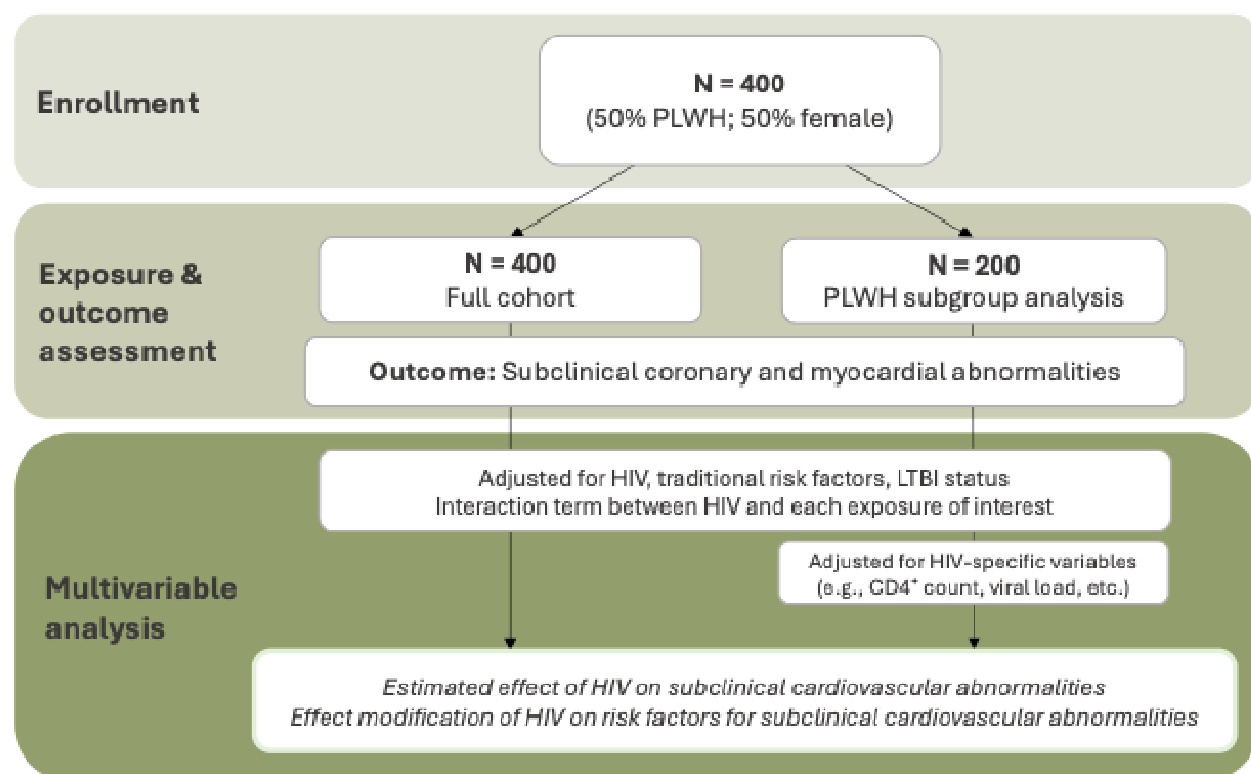 Enrollment
N = 400
(50% PLWH; 50% female)
Exposure &
outcome
assessment
N = 400
Full cohort
N = 200
PLWH subgroup analysis
Outcome: Subclinical coronary and myocardial abnormalities
Multivariable
analysis
Adjusted for HIV, traditional risk factors, LTBI status
Interaction term between HIV and each exposure of interest
Adjusted for HIV-specific variables
(e.g., CD4⁺ count, viral load, etc.)
Estimated effect of HIV on subclinical cardiovascular abnormalities
Effect modification of HIV on risk factors for subclinical cardiovascular abnormalities